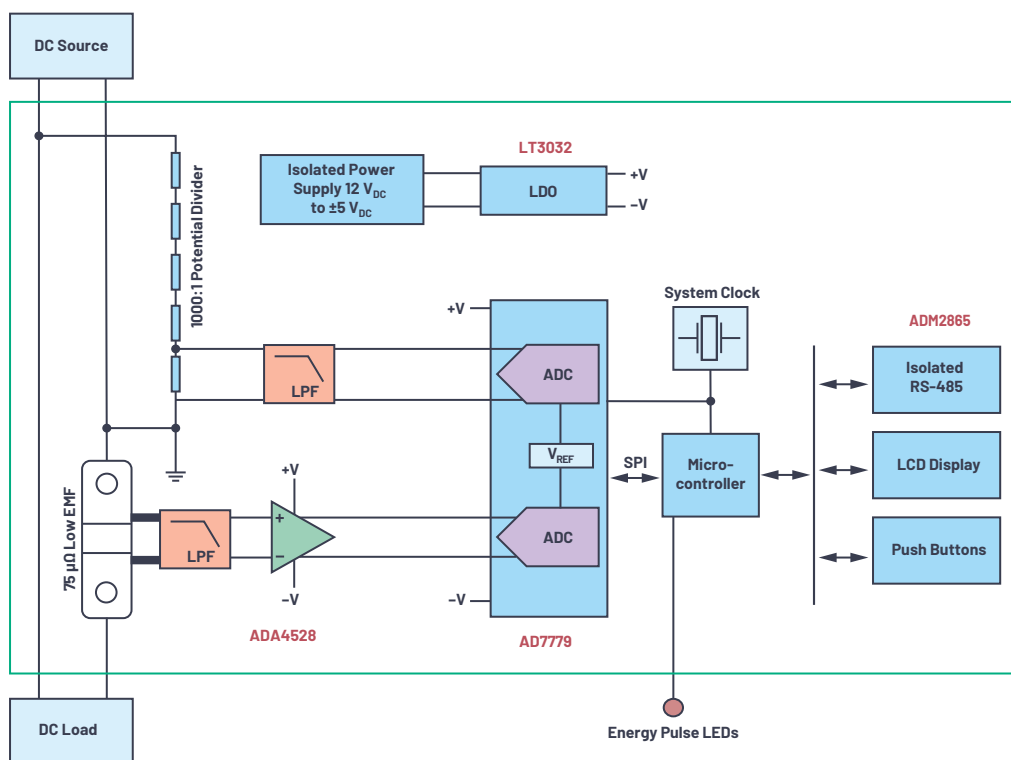 DC Source
LT3032
Isolated Power
Supply 12 VDC
to ±5 VDC
LDO
+V
−V
1000:1 Potential Divider
System Clock
+V
ADM2865
Isolated
RS-485
LPF
ADC
VREF
SPI
Micro-
controller
LCD Display
75 µΩ Low EMF
+V
LPF
+
−
ADC
Push Buttons
−V
−V
ADA4528
AD7779
DC Load
Energy Pulse LEDs